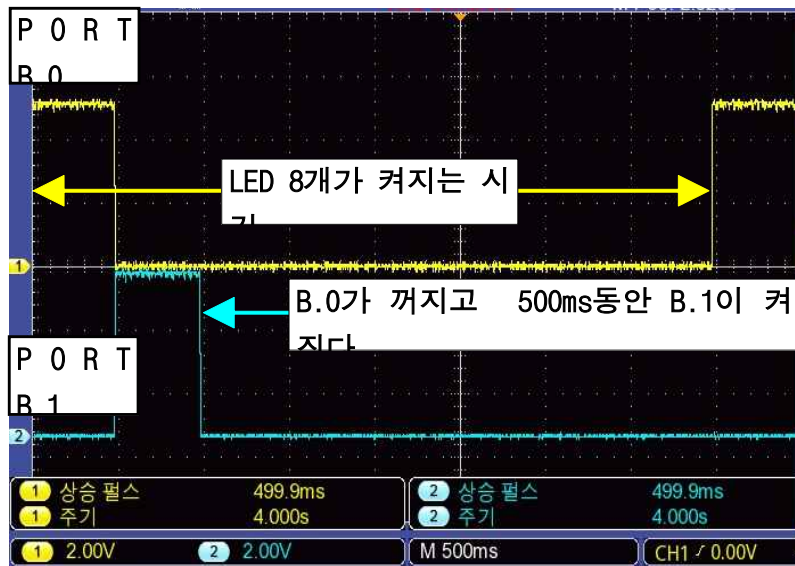 P O R T
B 0
LED 8개가 켜지는 시
B.0가 꺼지고 500ms동안 B.1이 켜
진다
P O R T
B 1
1
2
1 상승 펄스 499.9ms 2 상승 펄스 499.9ms
1 주기 4.000s 2 주기 4.000s
1 2.00V 2 2.00V M 500ms CH1 0.00V